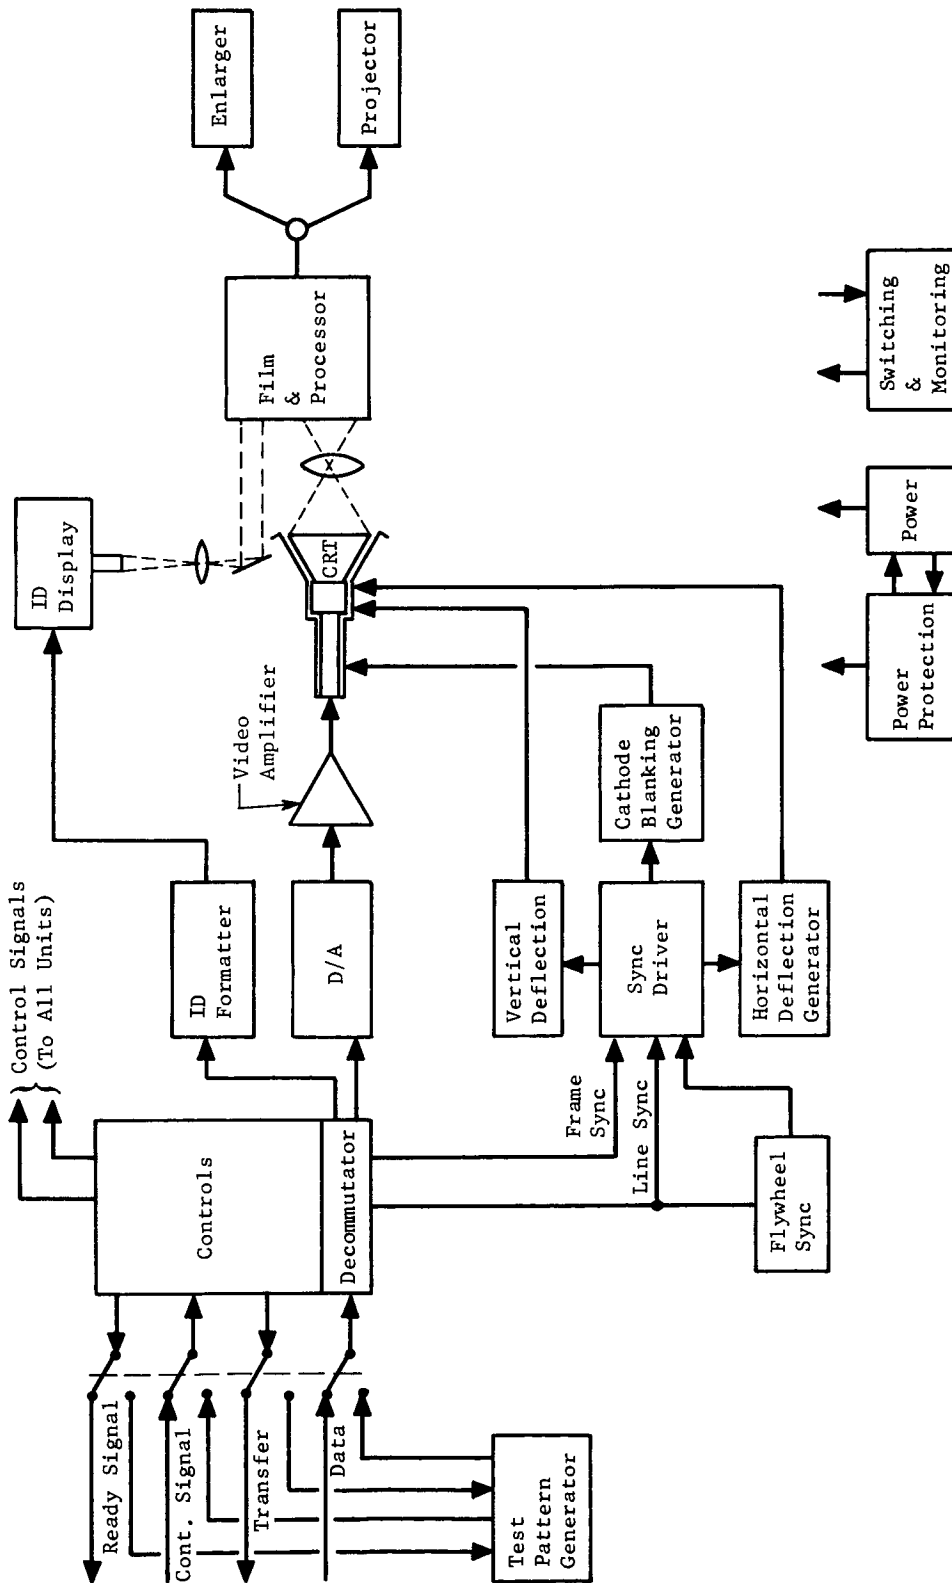 Ready Signal
Cont. Signal
Transfer
Data
Test
Pattern
Generator
Controls
Decommutator
Control Signals
(To All Units)
Frame
Sync
Line Sync
Flywheel
Sync
ID
Formatter
D/A
Vertical
Deflection
Sync
Driver
Horizontal
Deflection
Generator
Video
Amplifier
Cathode
Blanking
Generator
ID
Display
CRT
Film
&
Processor
Enlarger
Projector
Power
Protection
Power
Switching
&
Monitoring